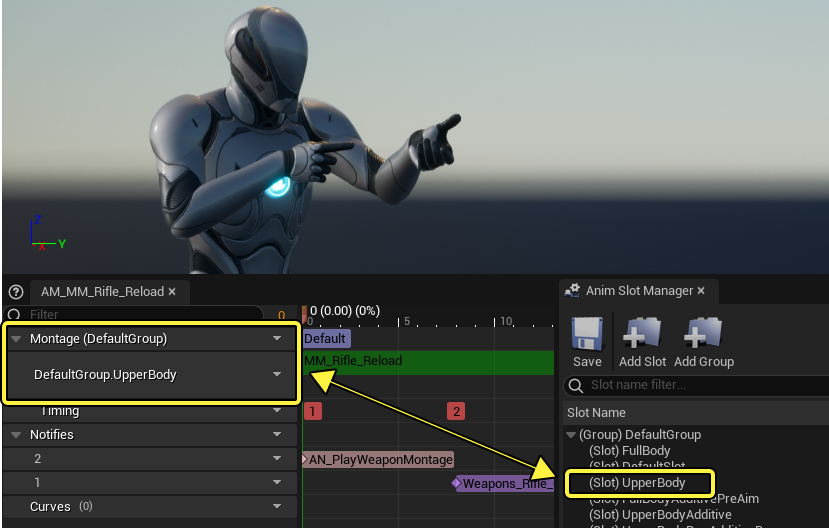 Z
X
Y
AM_MM_Rifle_Reload
Anim Slot Manager
Filter
0
0 (0.00) (0%)
0
5
10
Montage (DefaultGroup)
Default
MM_Rifle_Reload
DefaultGroup.UpperBody
Save
Add Slot
Add Group
Slot name filter...
Timing
1
2
Slot Name
Notifies
(Group) DefaultGroup
(Slot) FullBody
2
AN_PlayWeaponMontage
(Slot) DefaultSlot
1
Weapons_Rifle_
(Slot) UpperBody
(Slot) FullBodyAdditivePreAim
Curves (0)
(Slot) UpperBodyAdditive